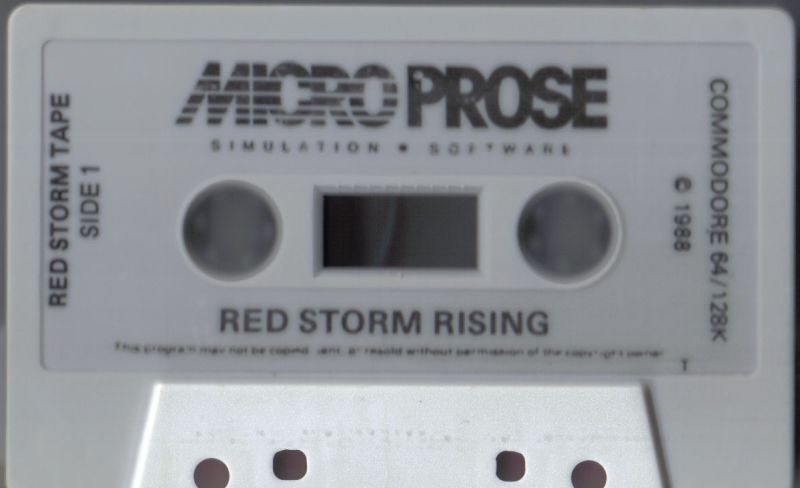 MICRO PROSE
SIMULATION • SOFTWARE
RED STORM TAPE
SIDE 1
COMMODORE 64/128K
© 1988
RED STORM RISING
This program may not be copied, lent, or resold without permission of the copyright owner
T